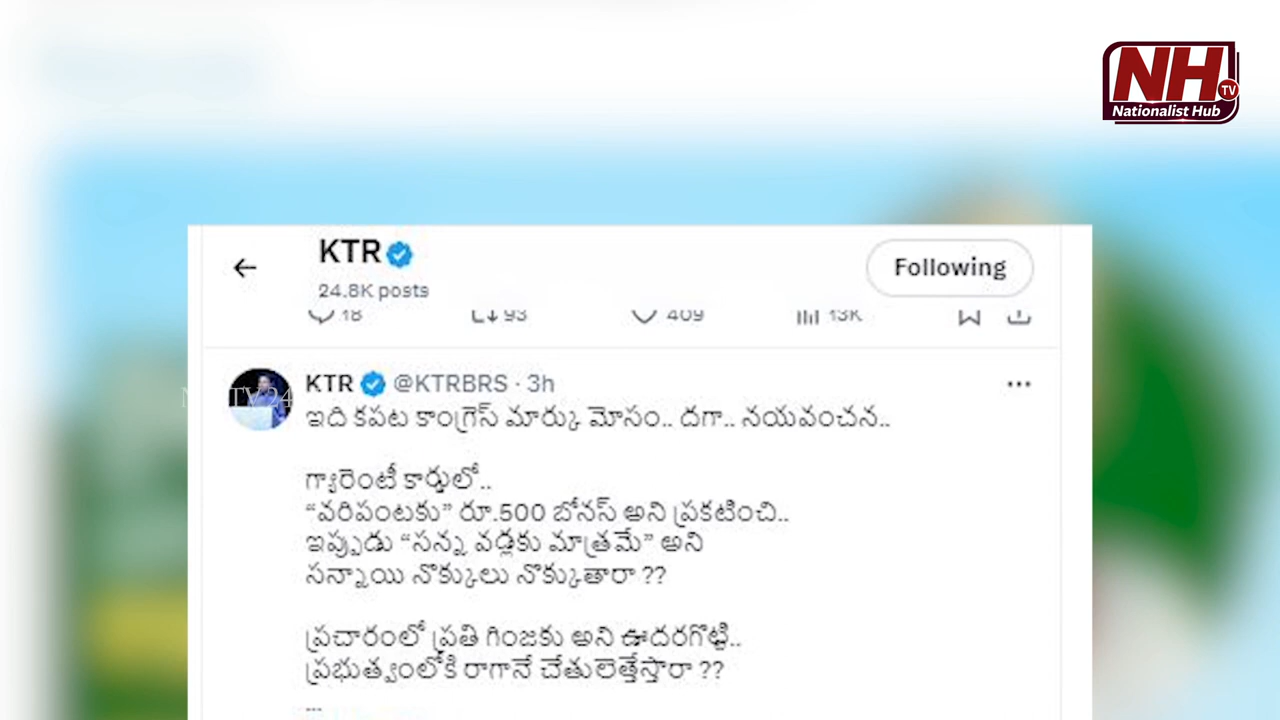 NH TV
Nationalist Hub
KTR
24.8K posts
Following
18 93 409 13K
KTR @KTRBRS · 3h
ఇది కపట కాంగ్రెస్ మార్కు మోసం.. దగా.. నయవంచన..
గ్యారెంటీ కార్డులో..
“వరిపంటకు” రూ.500 బోనస్ అని ప్రకటించి..
ఇప్పుడు “సన్న వడ్లకు మాత్రమే” అని
సన్నాయి నొక్కులు నొక్కుతారా ??
ప్రచారంలో ప్రతి గింజకు అని ఊదరగొట్టి..
ప్రభుత్వంలోకి రాగానే చేతులెత్తేస్తారా ??